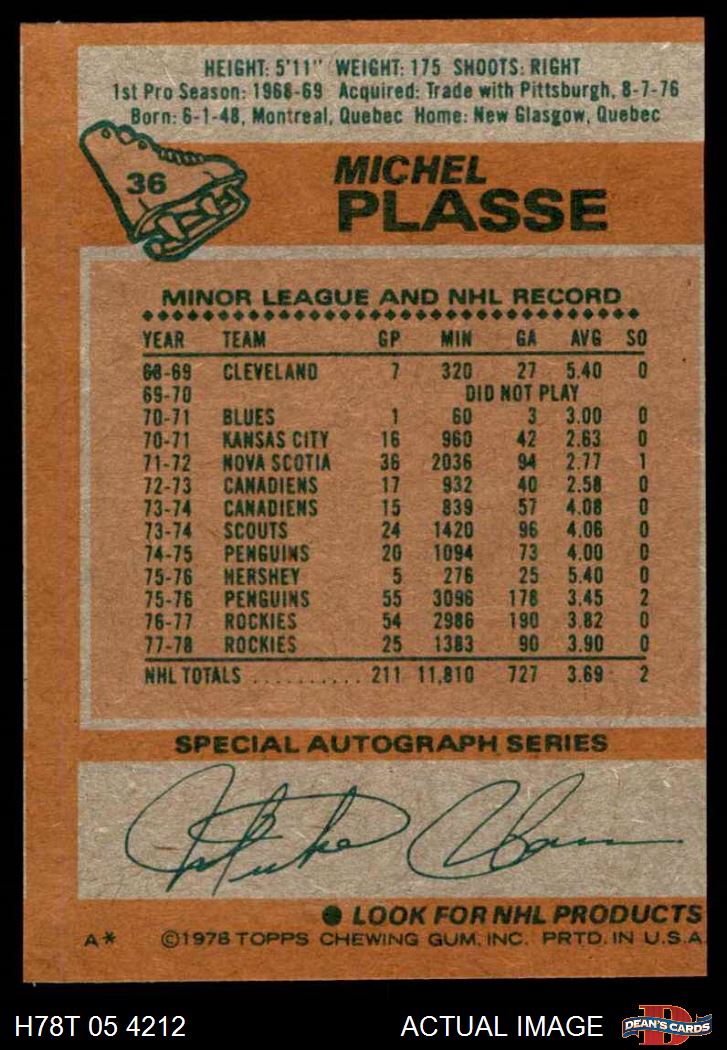 HEIGHT: 5'11" WEIGHT: 175 SHOOTS: RIGHT
1st Pro Season: 1968-69 Acquired: Trade with Pittsburgh, 8-7-76
Born: 6-1-48, Montreal, Quebec Home: New Glasgow, Quebec
36
MICHEL
PLASSE
MINOR LEAGUE AND NHL RECORD
YEAR TEAM GP MIN GA AVG SO
68-69 CLEVELAND 7 320 27 5.40 0
69-70 DID NOT PLAY
70-71 BLUES 1 60 3 3.00 0
70-71 KANSAS CITY 16 960 42 2.63 0
71-72 NOVA SCOTIA 36 2036 94 2.77 1
72-73 CANADIENS 17 932 40 2.58 0
73-74 CANADIENS 15 839 57 4.08 0
73-74 SCOUTS 24 1420 96 4.06 0
74-75 PENGUINS 20 1094 73 4.00 0
75-76 HERSHEY 5 276 25 5.40 0
75-76 PENGUINS 55 3096 178 3.45 2
76-77 ROCKIES 54 2986 190 3.82 0
77-78 ROCKIES 25 1383 90 3.90 0
NHL TOTALS .......... 211 11,810 727 3.69 2
SPECIAL AUTOGRAPH SERIES
● LOOK FOR NHL PRODUCTS
A* ©1978 TOPPS CHEWING GUM, INC. PRTD. IN U.S.A.
H78T 05 4212 ACTUAL IMAGE D DEAN'S CARDS